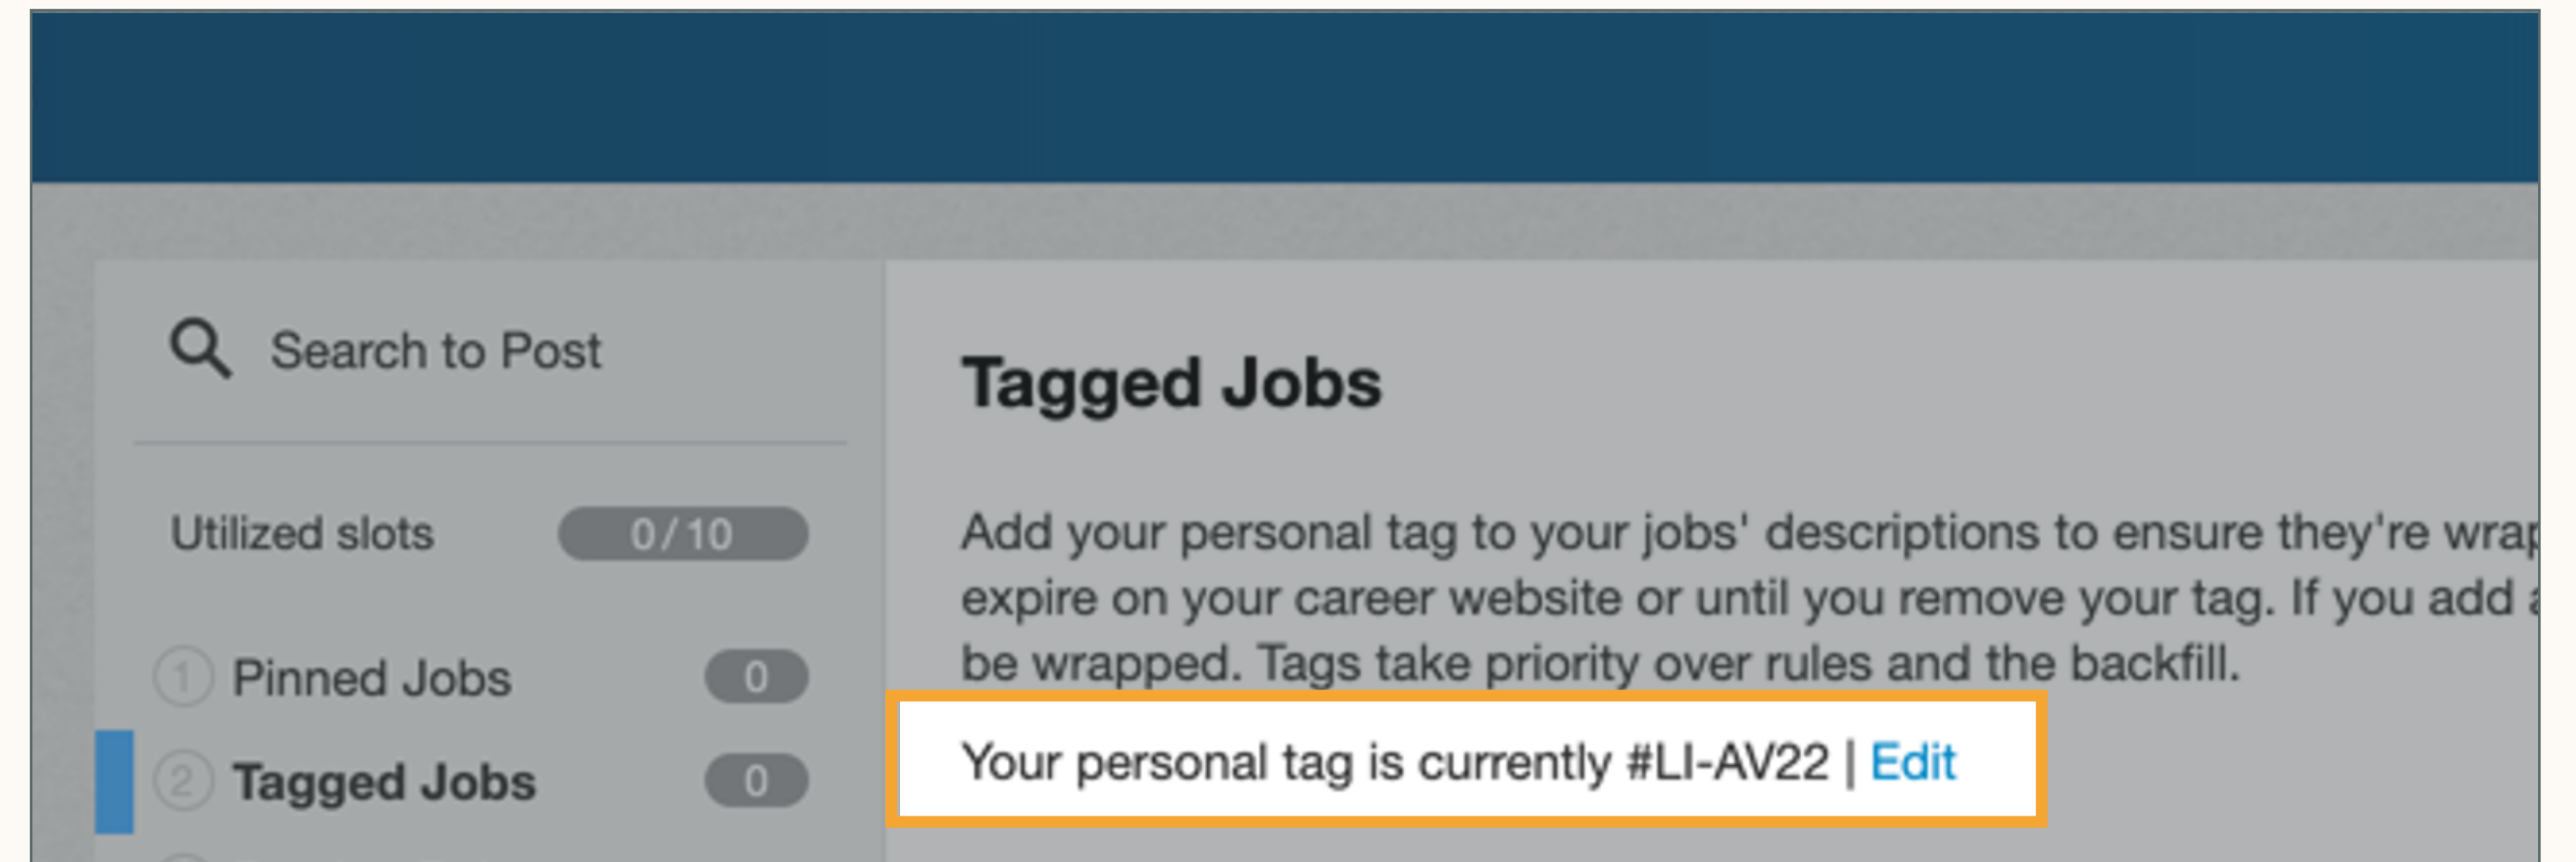 Search to Post
Utilized slots 0/10
1 Pinned Jobs 0
2 Tagged Jobs 0
Tagged Jobs
Add your personal tag to your jobs' descriptions to ensure they're
expire on your career website or until you remove your tag. If you add
be wrapped. Tags take priority over rules and the backfill.
Your personal tag is currently #LI-AV22 | Edit